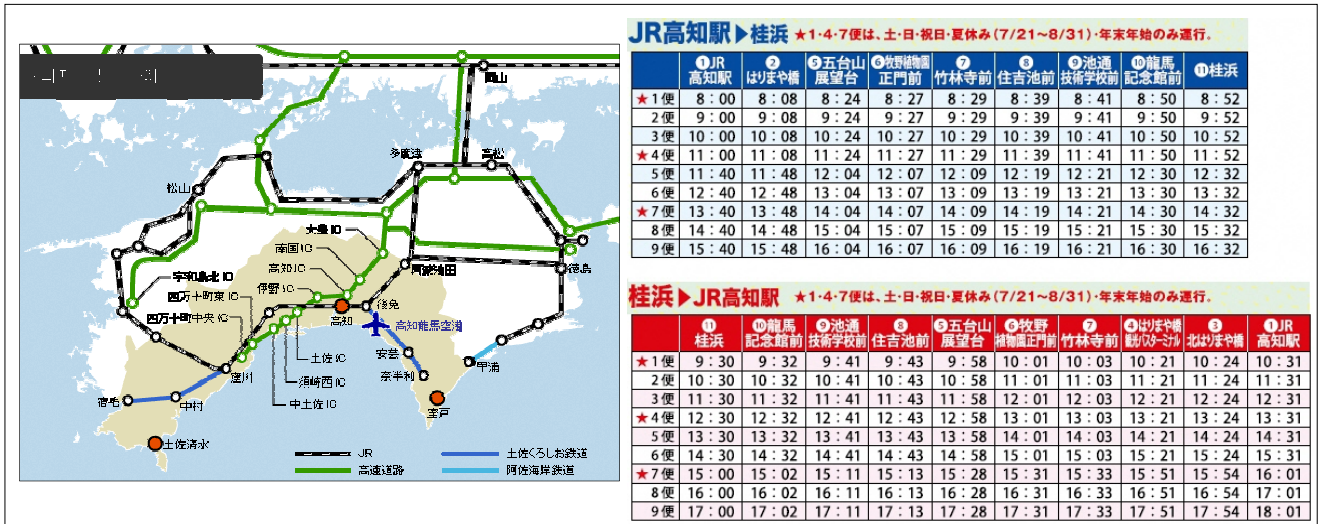 岡山
多度津
高松
松山
大豊IC
南国IC
高知IC
伊野IC
阿波池田
徳島
宇和島北IC
四万十町東IC
四万十町中央IC
高知
後免
高知龍馬空港
安芸
奈半利
甲浦
土佐IC
須崎西IC
中土佐IC
窪川
宿毛
中村
室戸
土佐清水
JR
土佐くろしお鉄道
高速道路
阿佐海岸鉄道
JR高知駅▶桂浜 ★1・4・7便は、土・日・祝日・夏休み(7/21~8/31)・年末年始のみ運行。
❶JR高知駅 ❷はりまや橋 ❺五台山展望台 ❻牧野植物園正門前 ❼竹林寺前 ❽住吉池前 ❾池通技術学校前 ❿龍馬記念館前 ⓫桂浜
★1便 8:00 8:08 8:24 8:27 8:29 8:39 8:41 8:50 8:52
2便 9:00 9:08 9:24 9:27 9:29 9:39 9:41 9:50 9:52
3便 10:00 10:08 10:24 10:27 10:29 10:39 10:41 10:50 10:52
★4便 11:00 11:08 11:24 11:27 11:29 11:39 11:41 11:50 11:52
5便 11:40 11:48 12:04 12:07 12:09 12:19 12:21 12:30 12:32
6便 12:40 12:48 13:04 13:07 13:09 13:19 13:21 13:30 13:32
★7便 13:40 13:48 14:04 14:07 14:09 14:19 14:21 14:30 14:32
8便 14:40 14:48 15:04 15:07 15:09 15:19 15:21 15:30 15:32
9便 15:40 15:48 16:04 16:07 16:09 16:19 16:21 16:30 16:32
桂浜▶JR高知駅 ★1・4・7便は、土・日・祝日・夏休み(7/21~8/31)・年末年始のみ運行。
⓫桂浜 ❿龍馬記念館前 ❾池通技術学校前 ❽住吉池前 ❺五台山展望台 ❻牧野植物園正門前 ❼竹林寺前 ❹はりまや橋観光バスターミナル ❸北はりまや橋 ❶JR高知駅
★1便 9:30 9:32 9:41 9:43 9:58 10:01 10:03 10:21 10:24 10:31
2便 10:30 10:32 10:41 10:43 10:58 11:01 11:03 11:21 11:24 11:31
3便 11:30 11:32 11:41 11:43 11:58 12:01 12:03 12:21 12:24 12:31
★4便 12:30 12:32 12:41 12:43 12:58 13:01 13:03 13:21 13:24 13:31
5便 13:30 13:32 13:41 13:43 13:58 14:01 14:03 14:21 14:24 14:31
6便 14:30 14:32 14:41 14:43 14:58 15:01 15:03 15:21 15:24 15:31
★7便 15:00 15:02 15:11 15:13 15:28 15:31 15:33 15:51 15:54 16:01
8便 16:00 16:02 16:11 16:13 16:28 16:31 16:33 16:51 16:54 17:01
9便 17:00 17:02 17:11 17:13 17:28 17:31 17:33 17:51 17:54 18:01